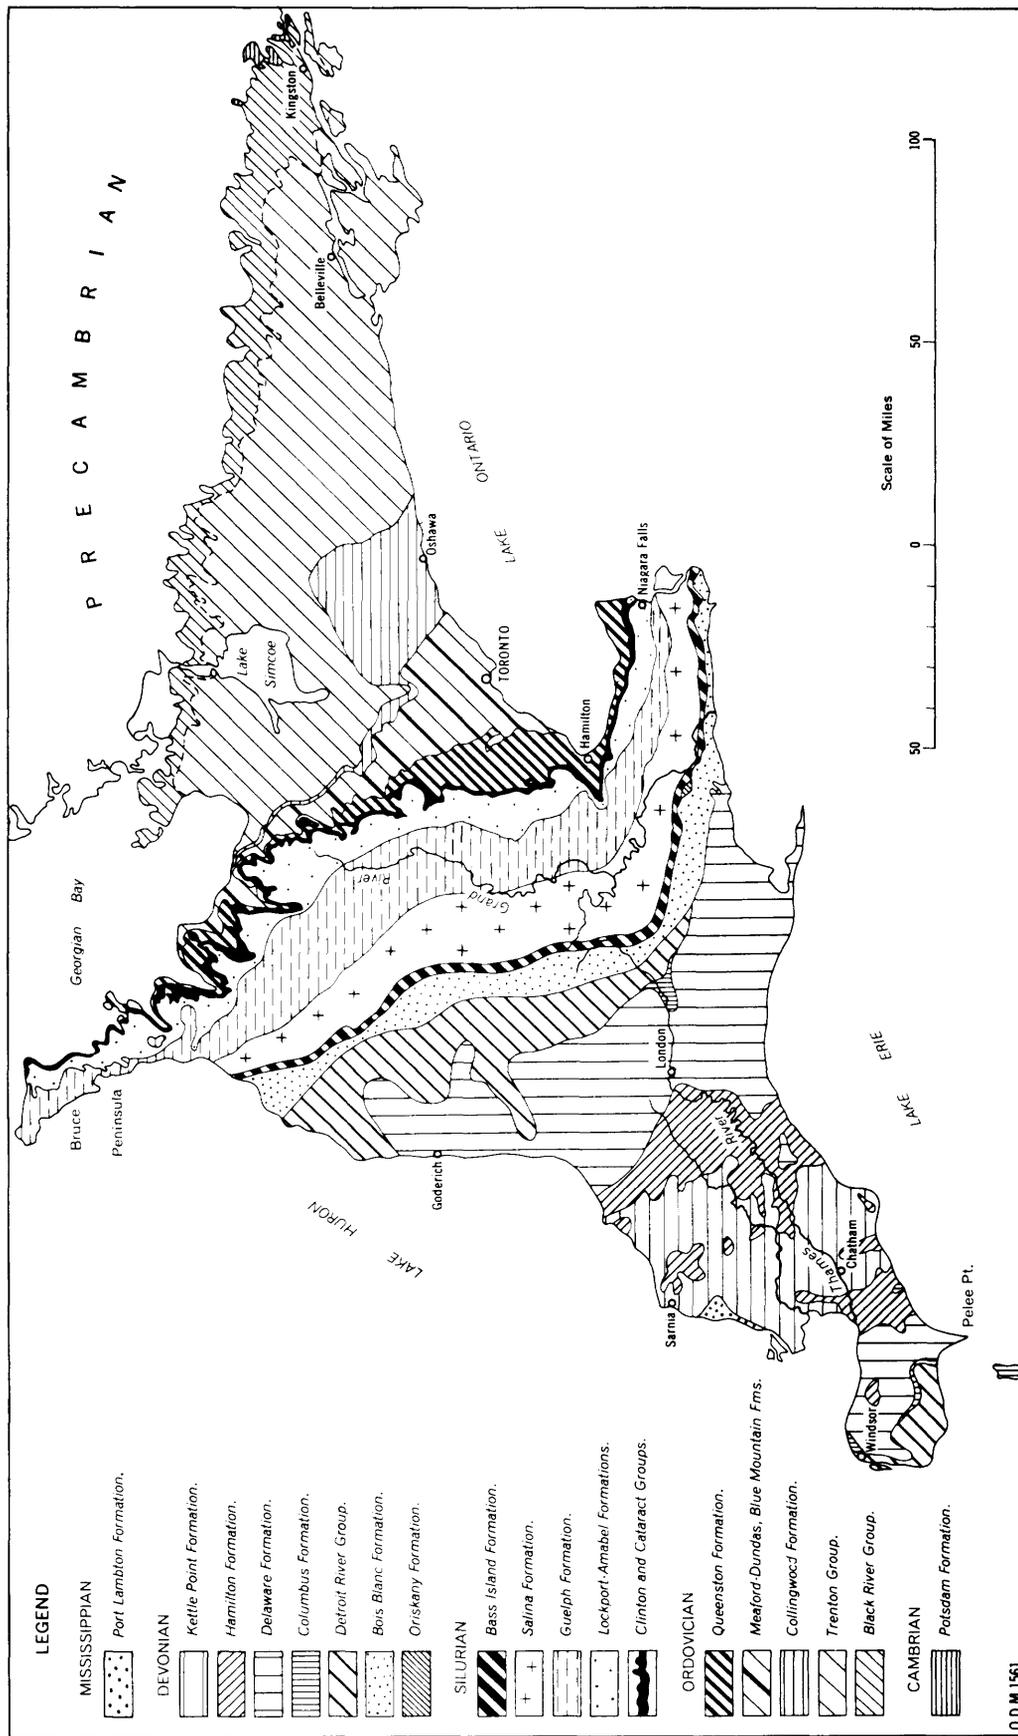 LEGEND
MISSISSIPPIAN
Port Lambton Formation.
DEVONIAN
Kettle Point Formation.
Hamilton Formation.
Delaware Formation.
Columbus Formation.
Detroit River Group.
Bois Blanc Formation.
Oriskany Formation.
SILURIAN
Bass Island Formation.
Salina Formation.
Guelph Formation.
Lockport-Amabel Formations.
Clinton and Cataract Groups.
ORDOVICIAN
Queenston Formation.
Meaford-Dundas, Blue Mountain Fms.
Collingwood Formation.
Trenton Group.
Black River Group.
CAMBRIAN
Potsdam Formation.
O.D.M. 1561
PRECAMBRIAN
Georgian Bay
Bruce
Peninsula
Lake
Simcoe
Kingston
Belleville
Oshawa
TORONTO
Hamilton
Niagara Falls
LAKE ONTARIO
Grand River
LAKE HURON
Goderich
London
Sarnia
Thames River
Chatham
Windsor
Pelee Pt.
LAKE ERIE
Scale of Miles
50 0 50 100